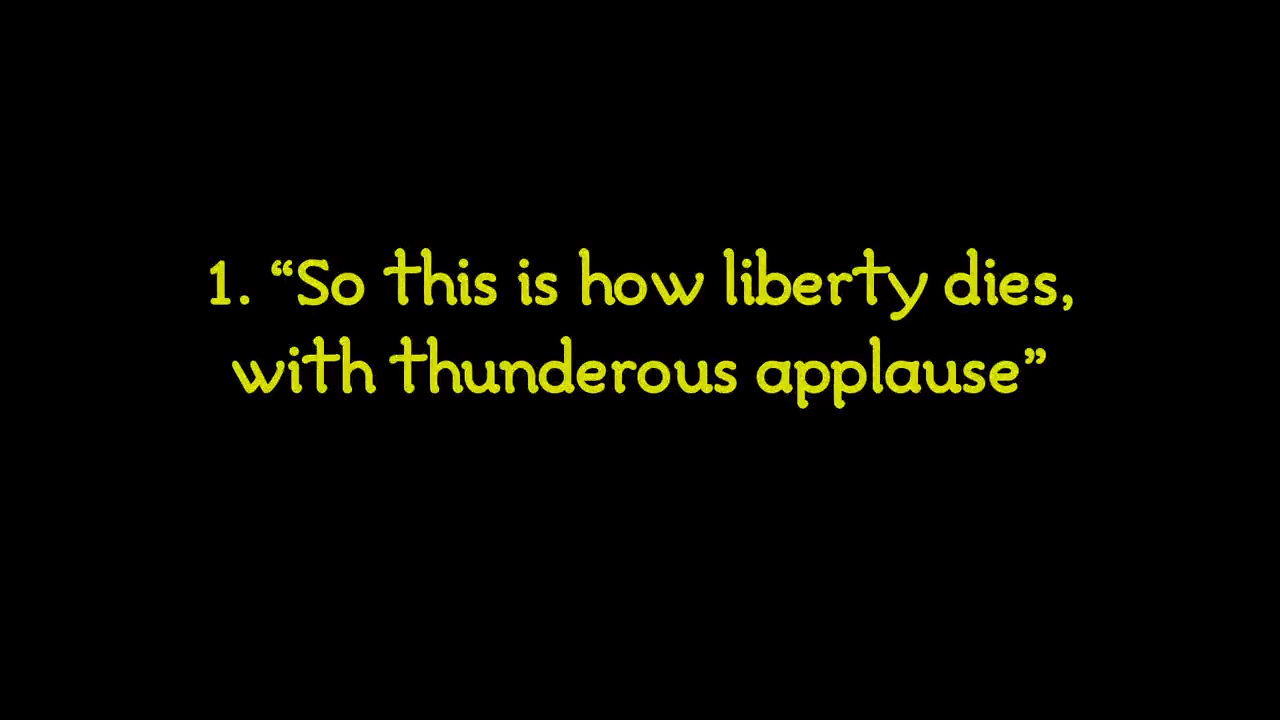 1. “So this is how liberty dies,
with thunderous applause”